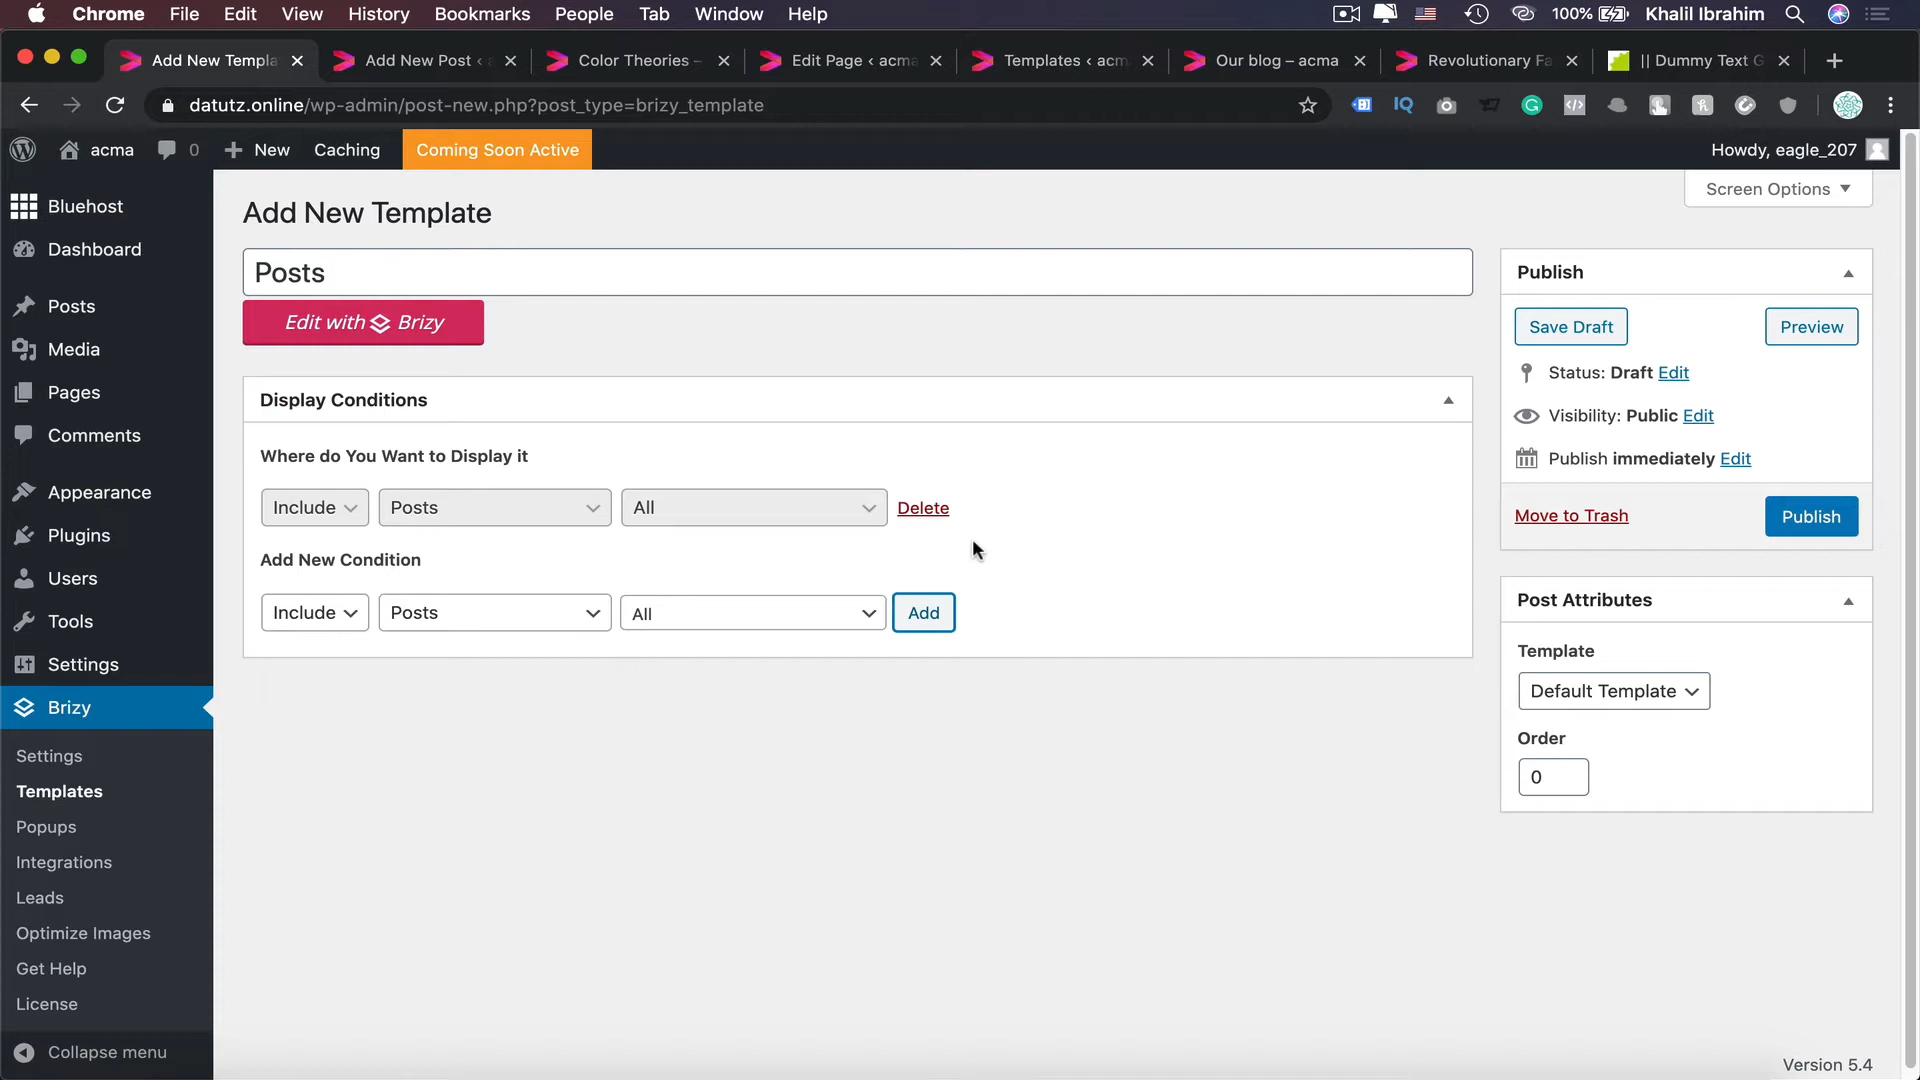 Chrome File Edit View History Bookmarks People Tab Window Help 100% Khalil Ibrahim
Add New Templa Add New Post ‹ Color Theories – Edit Page ‹ acma Templates ‹ acm Our blog – acma Revolutionary Fa || Dummy Text G
datutz.online/wp-admin/post-new.php?post_type=brizy_template
acma 0 New Caching Coming Soon Active Howdy, eagle_207
Screen Options
Bluehost
Dashboard
Posts
Media
Pages
Comments
Appearance
Plugins
Users
Tools
Settings
Brizy
Settings
Templates
Popups
Integrations
Leads
Optimize Images
Get Help
License
Collapse menu
Add New Template
Posts
Edit with Brizy
Display Conditions
Where do You Want to Display it
Include Posts All Delete
Add New Condition
Include Posts All Add
Publish
Save Draft Preview
Status: Draft Edit
Visibility: Public Edit
Publish immediately Edit
Move to Trash Publish
Post Attributes
Template
Default Template
Order
0
Version 5.4